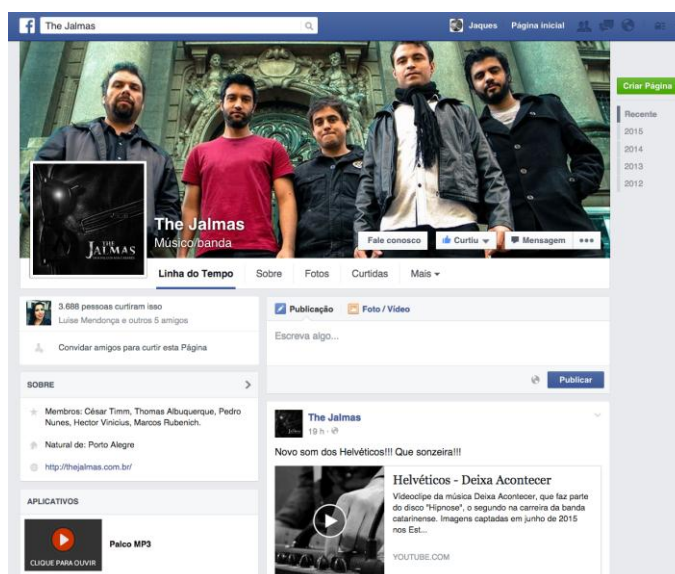 The Jalmas
Jaques Página inicial
Criar Página
Recente
2015
2014
2013
2012
THE
JALMAS
The Jalmas
Músico/banda
Fale conosco Curtiu Mensagem
Linha do Tempo Sobre Fotos Curtidas Mais
3.688 pessoas curtiram isso
Luise Mendonça e outros 5 amigos
Convidar amigos para curtir esta Página
SOBRE
Membros: César Timm, Thomas Albuquerque, Pedro
Nunes, Hector Vinicius, Marcos Rubenich.
Natural de: Porto Alegre
http://thejalmas.com.br/
APLICATIVOS
CLIQUE PARA OUVIR
Palco MP3
Publicação Foto / Vídeo
Escreva algo...
Publicar
The Jalmas
19 h
Novo som dos Helvéticos!!! Que sonzeira!!!
Helvéticos - Deixa Acontecer
Videoclipe da música Deixa Acontecer, que faz parte
do disco "Hipnose", o segundo na carreira da banda
catarinense. Imagens captadas em junho de 2015
nos Est...
YOUTUBE.COM